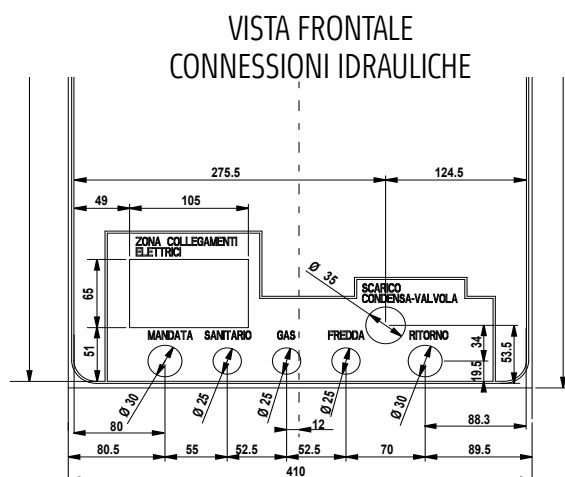 VISTA FRONTALE
CONNESSIONI IDRAULICHE
275.5
124.5
49
105
ZONA COLLEGAMENTI
ELETTRICI
Ø 35
SCARICO
CONDENSA-VALVOLA
65
51
MANDATA
SANITARIO
GAS
FREDDA
RITORNO
34
53.5
19.5
Ø 30
Ø 25
Ø 25
Ø 25
Ø 30
80
12
88.3
80.5
55
52.5
52.5
70
89.5
410